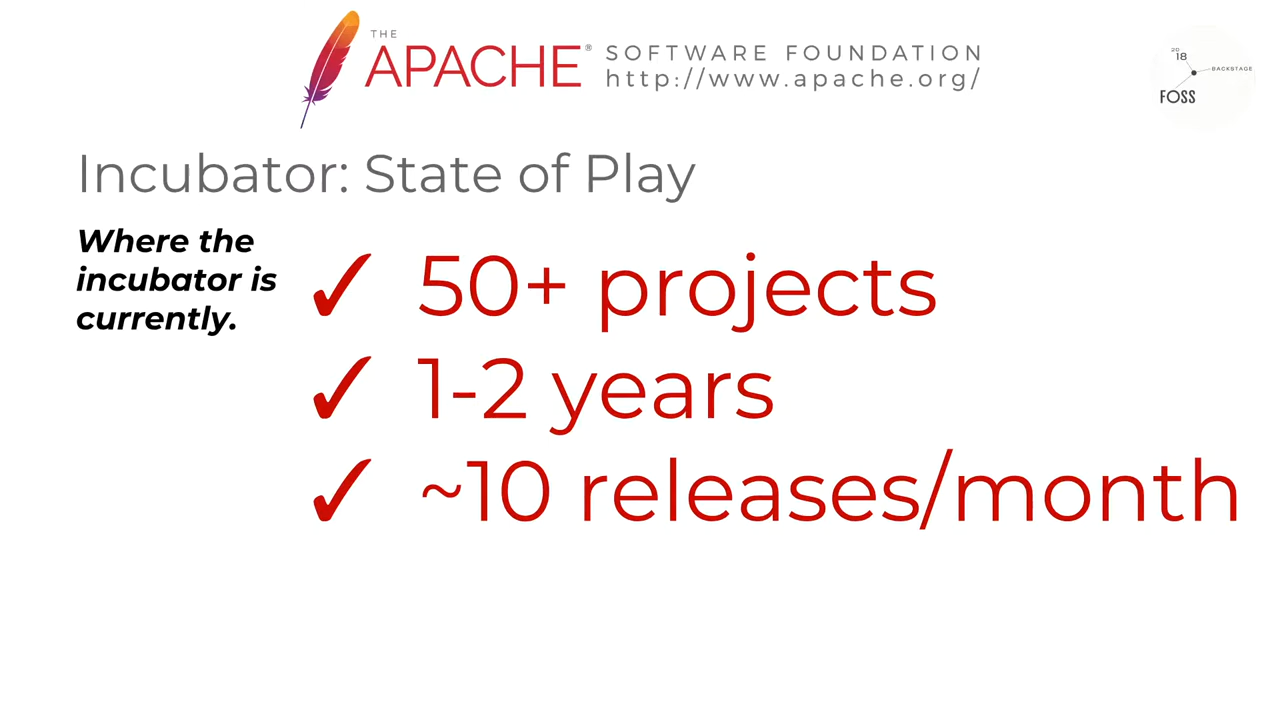 THE
APACHE®
SOFTWARE FOUNDATION
http://www.apache.org/
20
18
BACKSTAGE
FOSS
Incubator: State of Play
Where the
incubator is
currently.
✓ 50+ projects
✓ 1-2 years
✓ ~10 releases/month